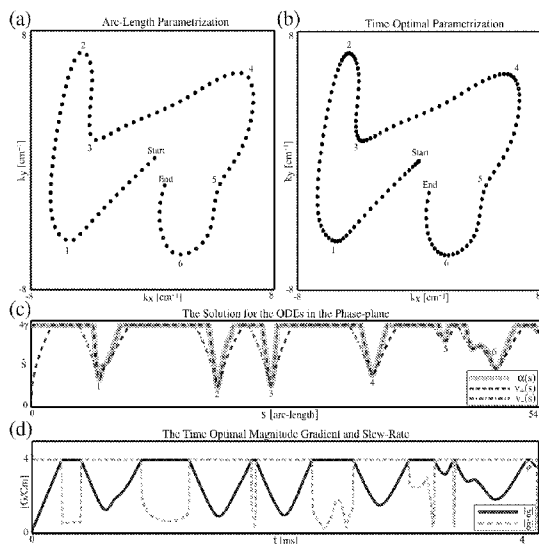 (a) Arc-Length Parametrization
8
2
4
3
Start
End
5
1
6
ky [cm⁻¹]
-8
-8 kx [cm⁻¹] 8
(b) Time Optimal Parametrization
8
2
4
3
Start
End
5
1
6
ky [cm⁻¹]
-8
-8 kx [cm⁻¹] 8
(c) The Solution for the ODEs in the Phase-plane
1
2
3
4
5
6
α(s)
0 s [arc-length] 54
(d) The Time Optimal Magnitude Gradient and Slew-Rate
4
[G/Cm]
0
0 t [ms] 4